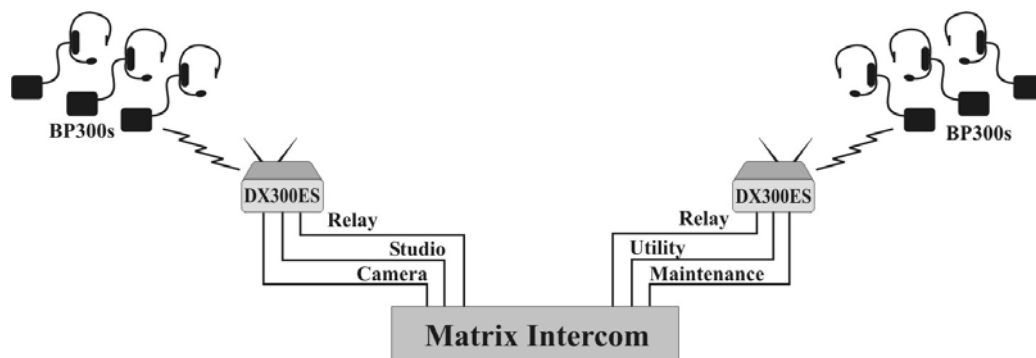 BP300s
BP300s
DX300ES
DX300ES
Relay
Relay
Studio
Utility
Camera
Maintenance
Matrix Intercom